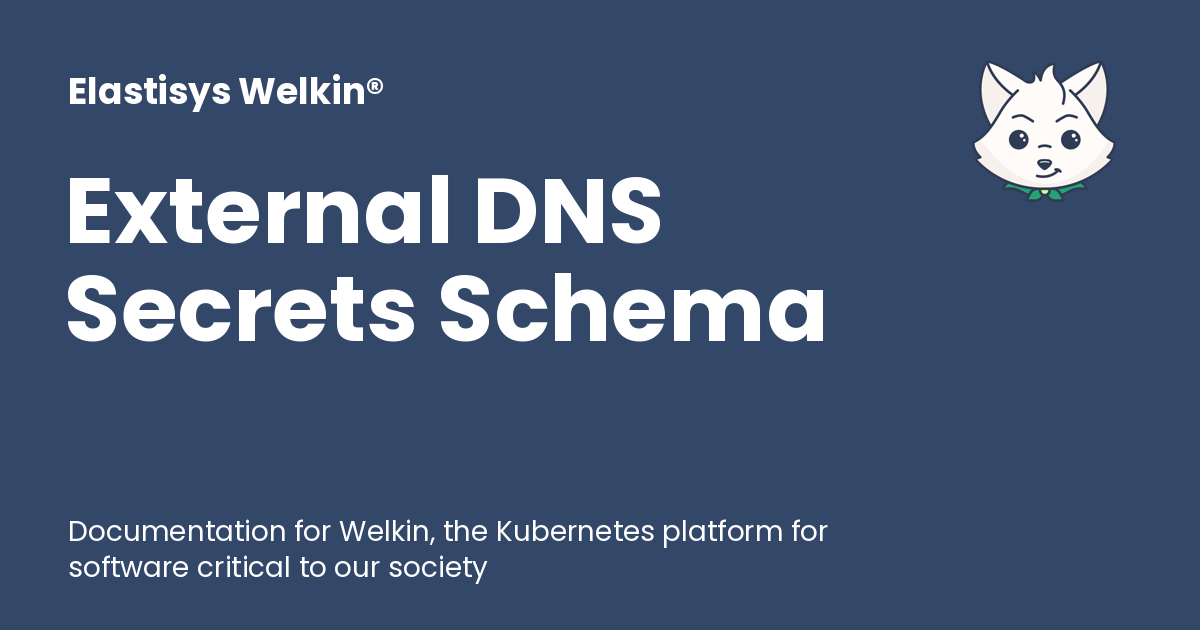 Elastisys Welkin®
External DNS
Secrets Schema
Documentation for Welkin, the Kubernetes platform for
software critical to our society